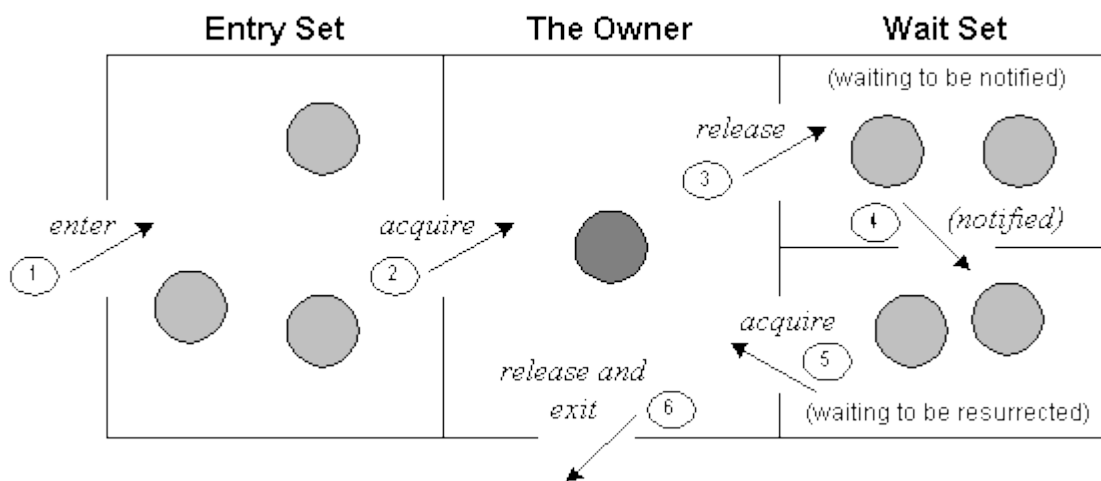 Entry Set
The Owner
Wait Set
(waiting to be notified)
release
3
enter
1
acquire
2
4
(notified)
acquire
5
release and
exit
6
(waiting to be resurrected)